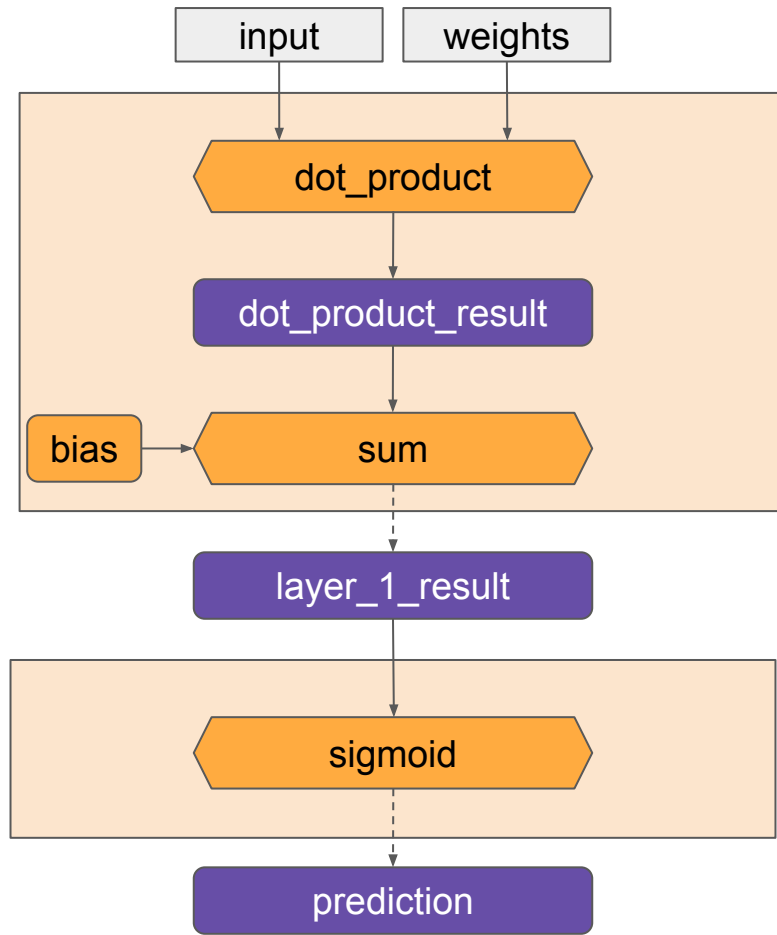 input
weights
dot_product
dot_product_result
bias
sum
layer_1_result
sigmoid
prediction